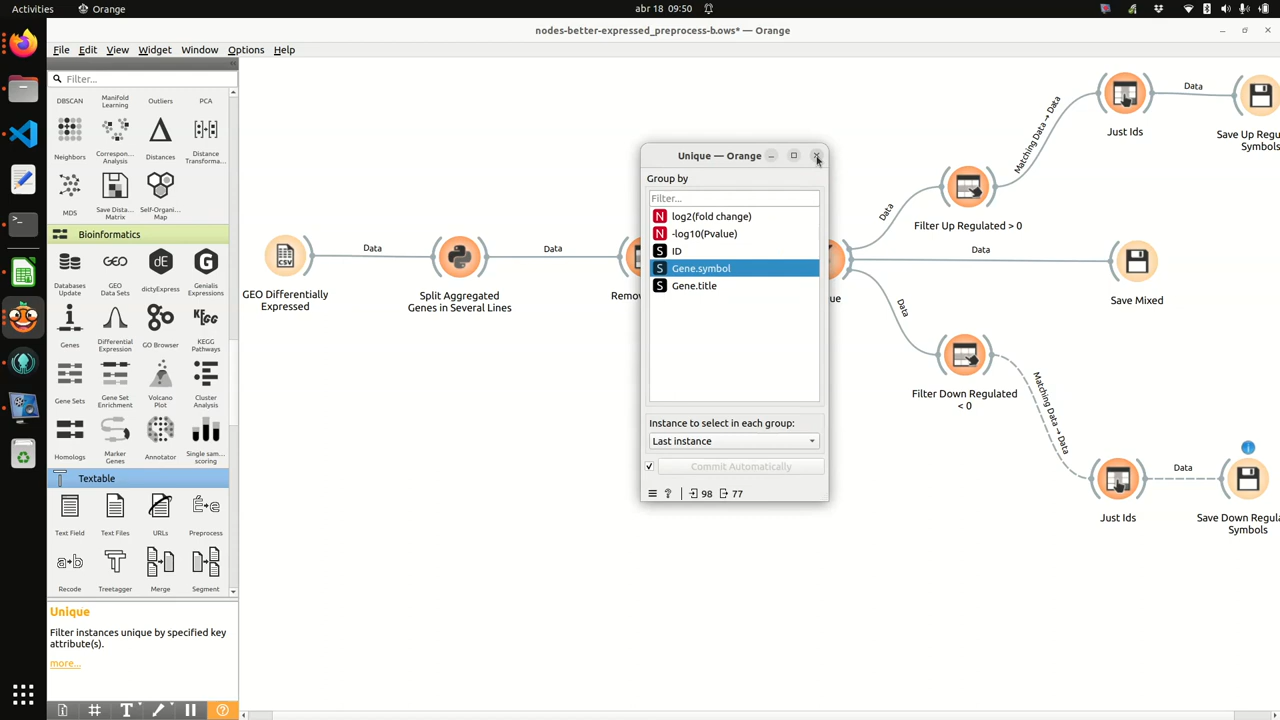 Activities
Orange
abr 18 09:50
nodes-better-expressed_preprocess-b.ows* — Orange
File Edit View Widget Window Options Help
Filter...
DBSCAN
Manifold
Learning
Outliers
PCA
Neighbors
Correspon...
Analysis
Distances
Distance
Transforma...
MDS
Save Dista...
Matrix
Self-Organi...
Map
Bioinformatics
Databases
Update
GEO
GEO
Data Sets
dE
dictyExpress
G
Genialis
Expressions
Genes
Differential
Expression
GO Browser
KEGG
KEGG
Pathways
Gene Sets
Gene Set
Enrichment
Volcano
Plot
Cluster
Analysis
Homologs
Marker
Genes
Annotator
Single sam...
scoring
Textable
Text Field
Text Files
URLs
Preprocess
Recode
Treetagger
Merge
Segment
Unique
Filter instances unique by specified key
attribute(s).
more...
CSV
GEO Differentially
Expressed
Data
Split Aggregated
Genes in Several Lines
Data
Remov
Unique — Orange
Group by
Filter...
N log2(fold change)
N -log10(Pvalue)
S ID
S Gene.symbol
S Gene.title
Instance to select in each group:
Last instance
Commit Automatically
98
77
ue
Data
Filter Up Regulated > 0
Matching Data → Data
Just Ids
Data
Save Up Regu
Symbols
Data
Save Mixed
Data
Filter Down Regulated
< 0
Matching Data → Data
Just Ids
Data
Save Down Regula
Symbols